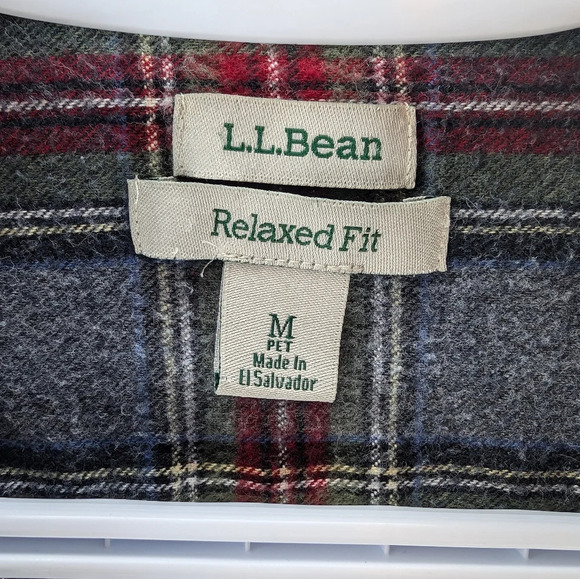 L.L.Bean
Relaxed Fit
M
PET
Made In
El Salvador